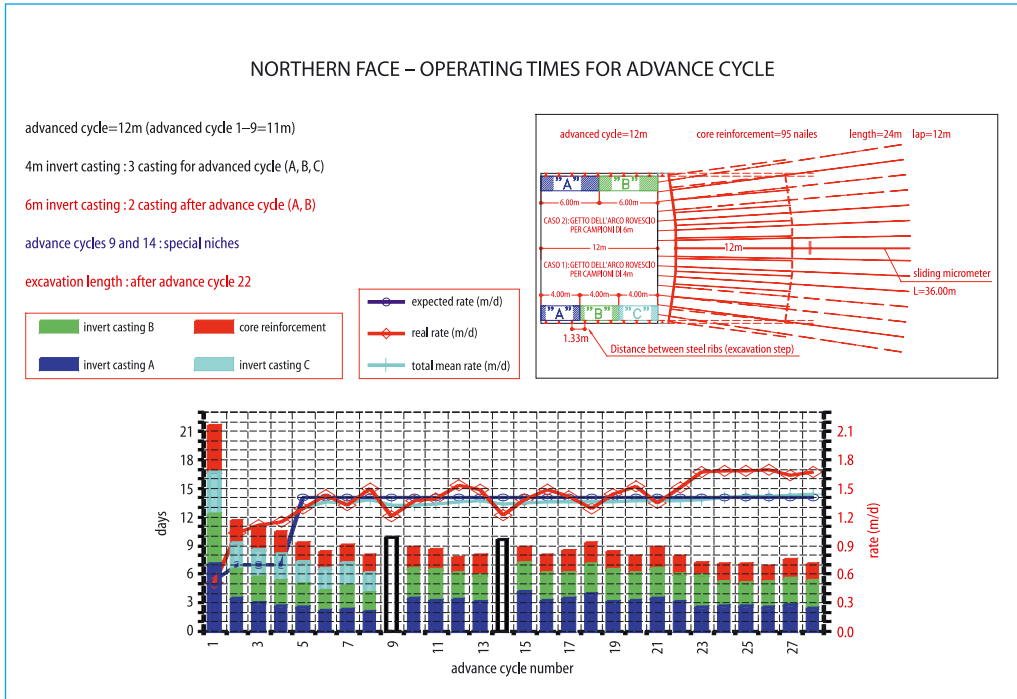 NORTHERN FACE – OPERATING TIMES FOR ADVANCE CYCLE
advanced cycle=12m (advanced cycle 1–9=11m)
4m invert casting : 3 casting for advanced cycle (A, B, C)
6m invert casting : 2 casting after advance cycle (A, B)
advance cycles 9 and 14 : special niches
excavation length : after advance cycle 22
invert casting B
core reinforcement
invert casting A
invert casting C
expected rate (m/d)
real rate (m/d)
total mean rate (m/d)
advanced cycle=12m core reinforcement=95 nailes length=24m lap=12m
"A" "B"
6.00m 6.00m
CASO 2): GETTO DELL'ARCO ROVESCIO
PER CAMPIONI DI 6m
12m 12m
CASO 1): GETTO DELL'ARCO ROVESCIO
PER CAMPIONI DI 4m
sliding micrometer
L=36.00m
4.00m 4.00m 4.00m
"A" "B" "C"
1.33m
Distance between steel ribs (excavation step)
days
21
18
15
12
9
6
3
0
2.1
1.8
1.5
1.2
0.9
0.6
0.3
0.0
rate (m/d)
1 3 5 7 9 11 13 15 17 19 21 23 25 27
advance cycle number